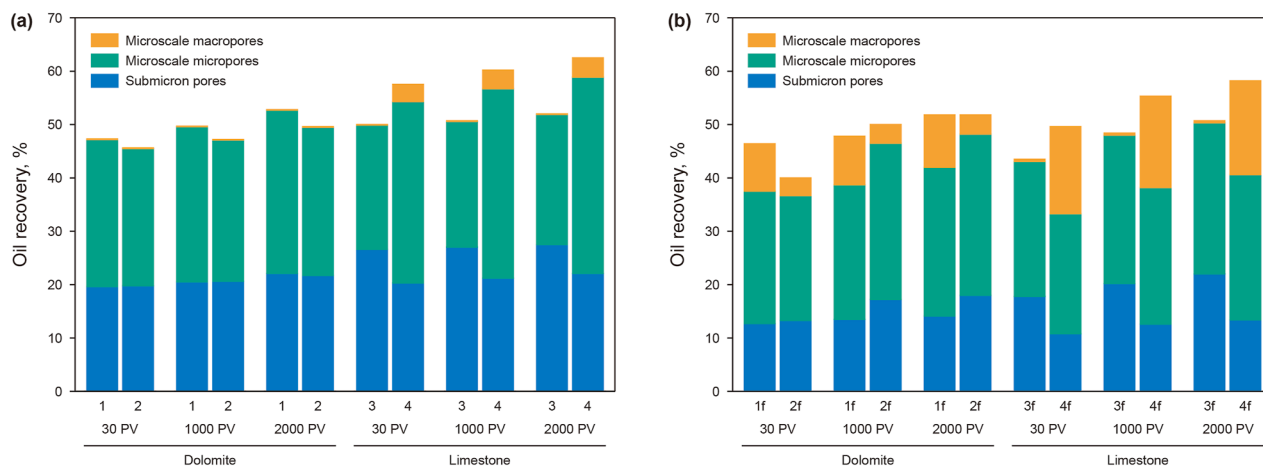 (a)
70
60
50
40
30
20
10
0
Oil recovery, %
Microscale macropores
Microscale micropores
Submicron pores
1 2 1 2 1 2 3 4 3 4 3 4
30 PV 1000 PV 2000 PV 30 PV 1000 PV 2000 PV
Dolomite Limestone
(b)
70
60
50
40
30
20
10
0
Oil recovery, %
Microscale macropores
Microscale micropores
Submicron pores
1f 2f 1f 2f 1f 2f 3f 4f 3f 4f 3f 4f
30 PV 1000 PV 2000 PV 30 PV 1000 PV 2000 PV
Dolomite Limestone